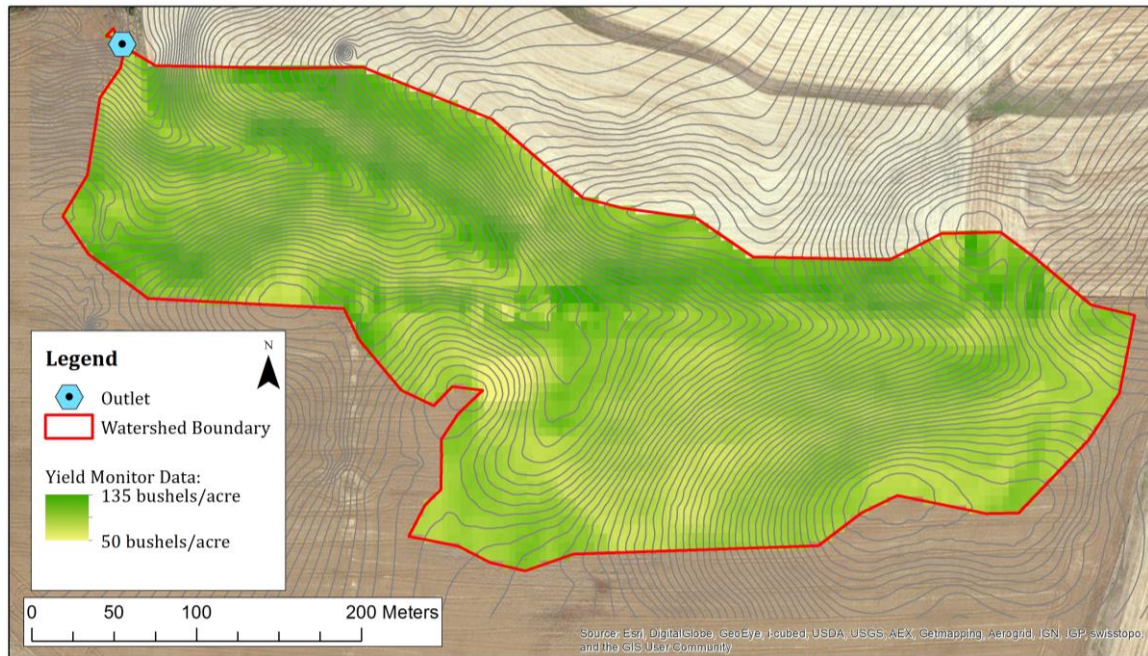 N
Legend
Outlet
Watershed Boundary
Yield Monitor Data:
135 bushels/acre
50 bushels/acre
0 50 100 200 Meters
Source: Esri, DigitalGlobe, GeoEye, i-cubed, USDA, USGS, AEX, Getmapping, Aerogrid, IGN, IGP, swisstopo,
and the GIS User Community